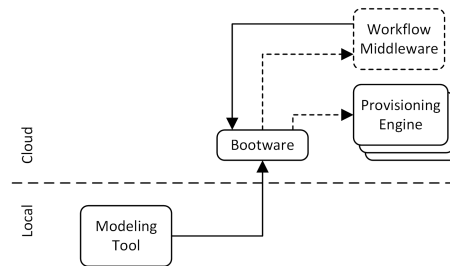 Workflow
Middleware
Provisioning
Engine
Bootware
Cloud
Local
Modeling
Tool